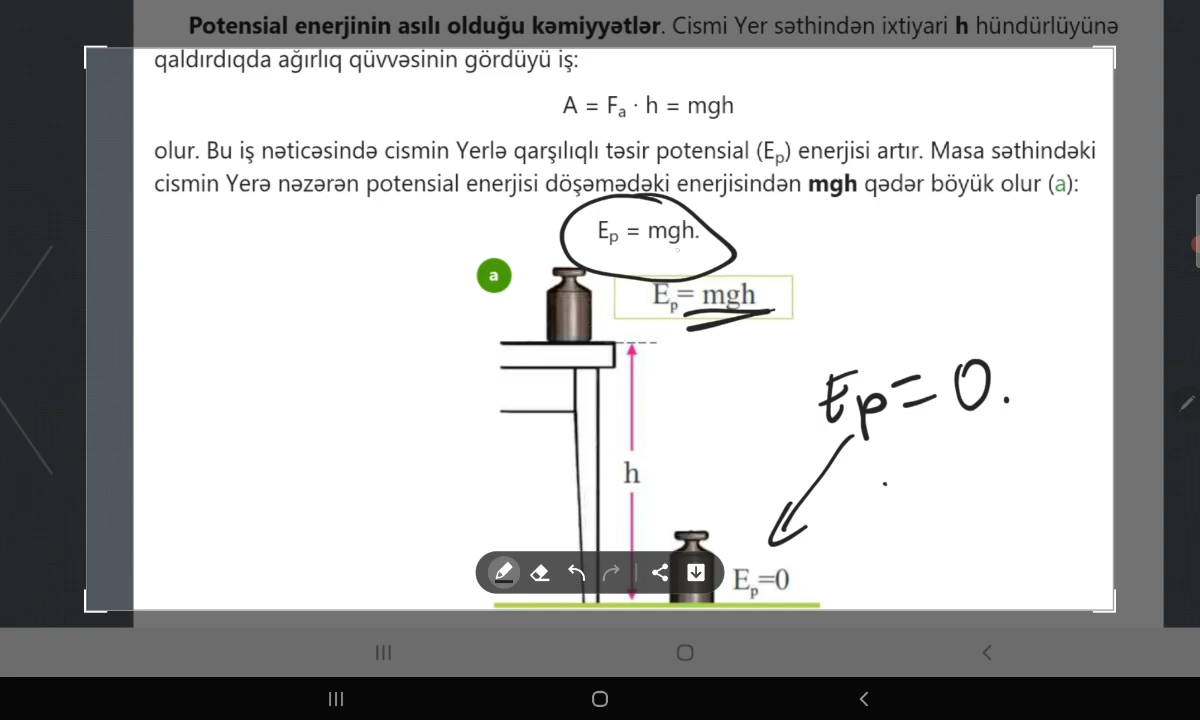 Potensial enerjinin asılı olduğu kəmiyyətlər. Cismi Yer səthindən ixtiyari h hündürlüyünə
qaldırdıqda ağırlıq qüvvəsinin gördüyü iş:
A = Fₐ · h = mgh
olur. Bu iş nəticəsində cismin Yerlə qarşılıqlı təsir potensial (Eₚ) enerjisi artır. Masa səthindəki
cismin Yerə nəzərən potensial enerjisi döşəmədəki enerjisindən mgh qədər böyük olur (a):
Eₚ = mgh.
a
Eₚ= mgh
Eₚ= 0.
h
Eₚ=0